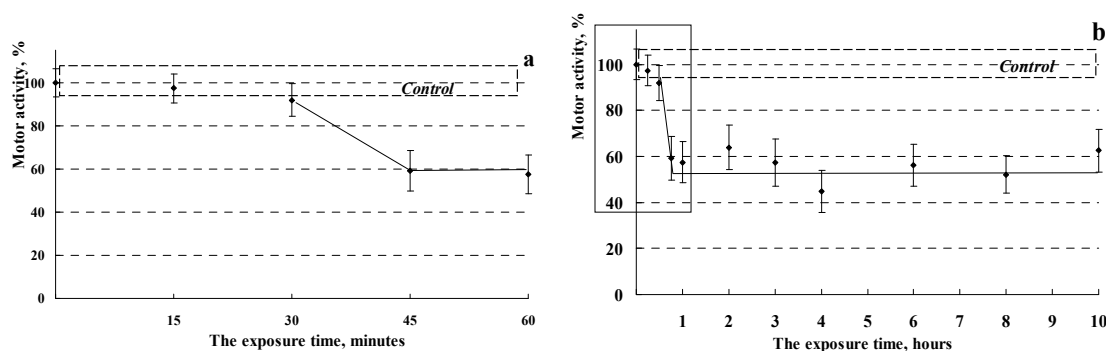 a
Motor activity, %
100
80
60
40
20
0
Control
15 30 45 60
The exposure time, minutes
b
Motor activity, %
100
80
60
40
20
0
Control
1 2 3 4 5 6 7 8 9 10
The exposure time, hours